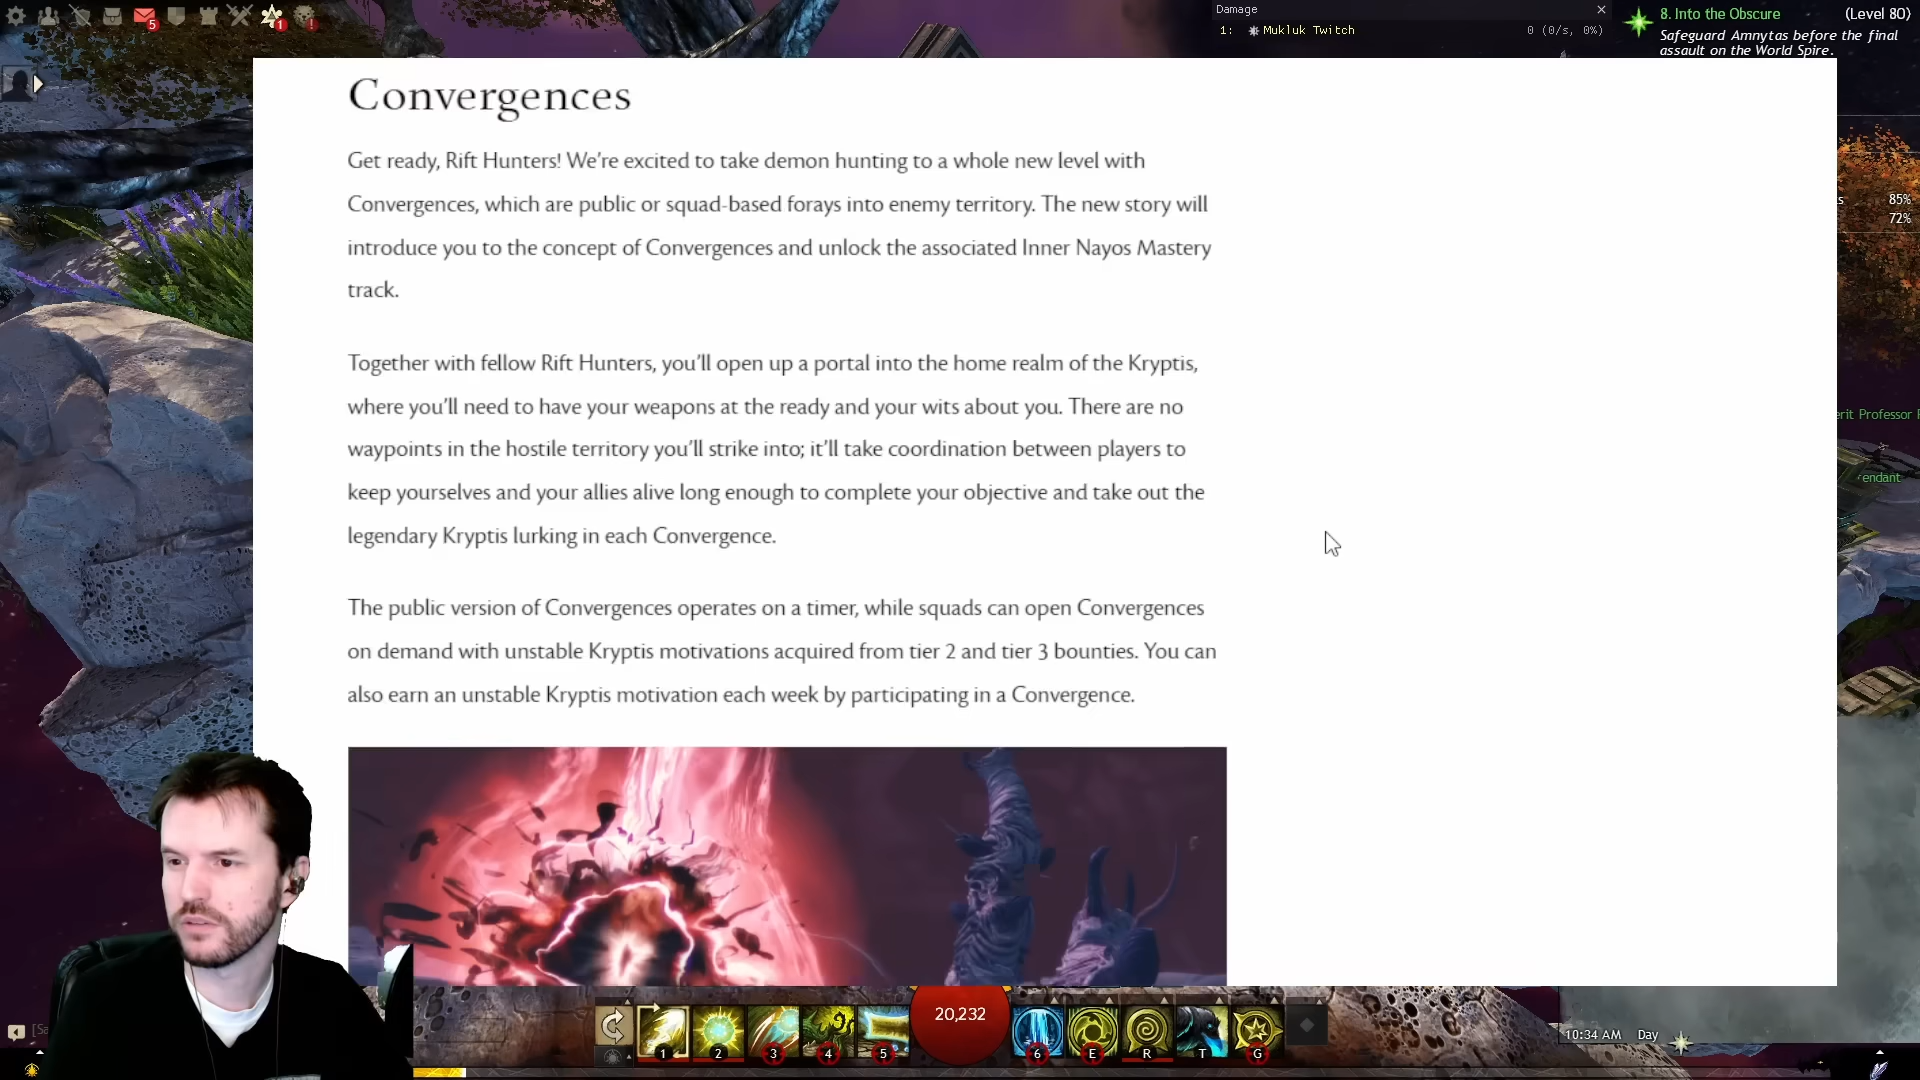 5
1
!
Damage
1: Mukluk Twitch 0 (0/s, 0%)
8. Into the Obscure (Level 80)
Safeguard Amnytas before the final
assault on the World Spire.
Convergences
Get ready, Rift Hunters! We're excited to take demon hunting to a whole new level with
Convergences, which are public or squad-based forays into enemy territory. The new story will
introduce you to the concept of Convergences and unlock the associated Inner Nayos Mastery
track.
Together with fellow Rift Hunters, you'll open up a portal into the home realm of the Kryptis,
where you'll need to have your weapons at the ready and your wits about you. There are no
waypoints in the hostile territory you'll strike into; it'll take coordination between players to
keep yourselves and your allies alive long enough to complete your objective and take out the
legendary Kryptis lurking in each Convergence.
The public version of Convergences operates on a timer, while squads can open Convergences
on demand with unstable Kryptis motivations acquired from tier 2 and tier 3 bounties. You can
also earn an unstable Kryptis motivation each week by participating in a Convergence.
85%
72%
Professor
endant
20,232
1 2 3 4 5 6 E R T G
10:34 AM Day